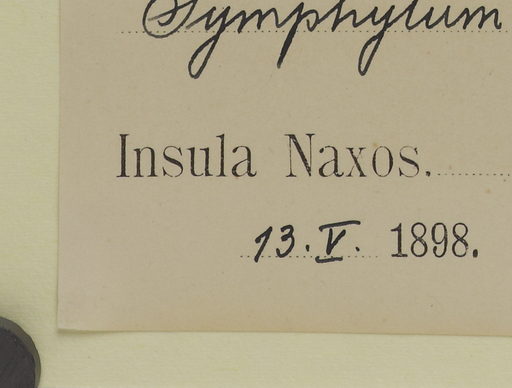 Symphytum
Insula Naxos.
13. V. 1898.